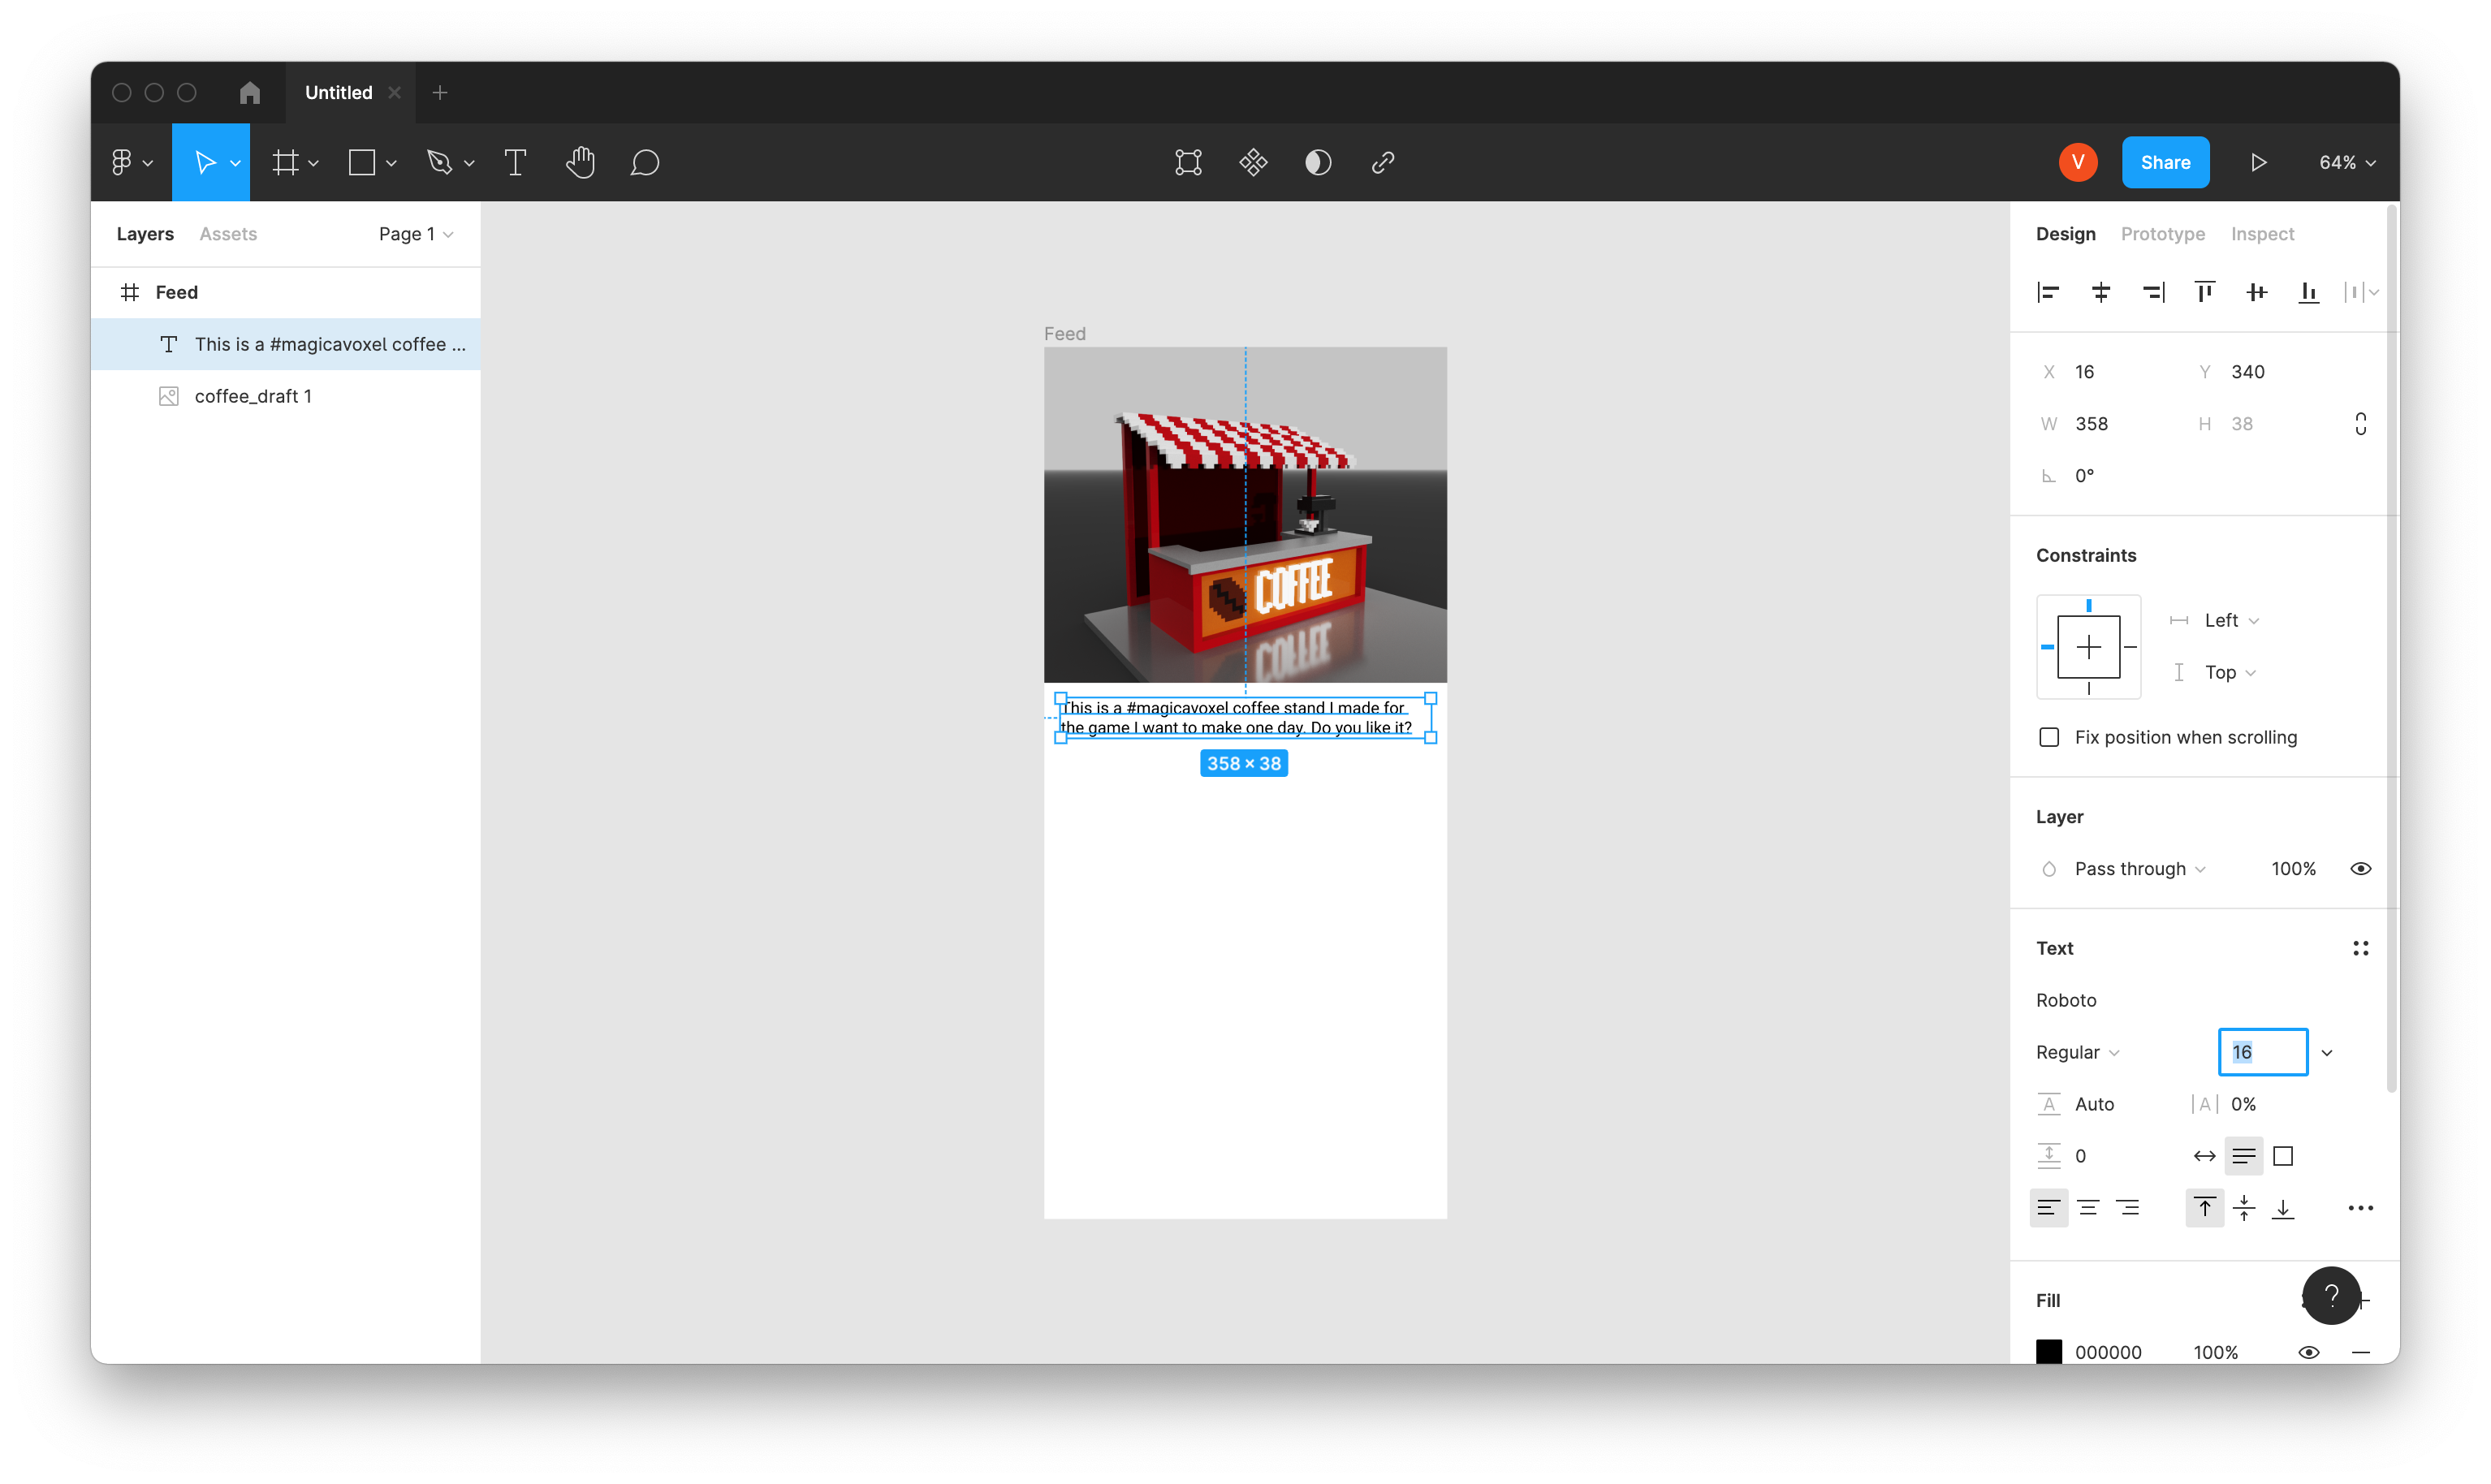 Untitled
V
Share
64%
Layers
Assets
Page 1
Feed
This is a #magicavoxel coffee ...
coffee_draft 1
Feed
COFFEE
This is a #magicavoxel coffee stand I made for
the game I want to make one day. Do you like it?
358 × 38
Design
Prototype
Inspect
X 16
Y 340
W 358
H 38
0°
Constraints
Left
Top
Fix position when scrolling
Layer
Pass through
100%
Text
Roboto
Regular
16
A Auto
|A| 0%
0
Fill
?
000000
100%